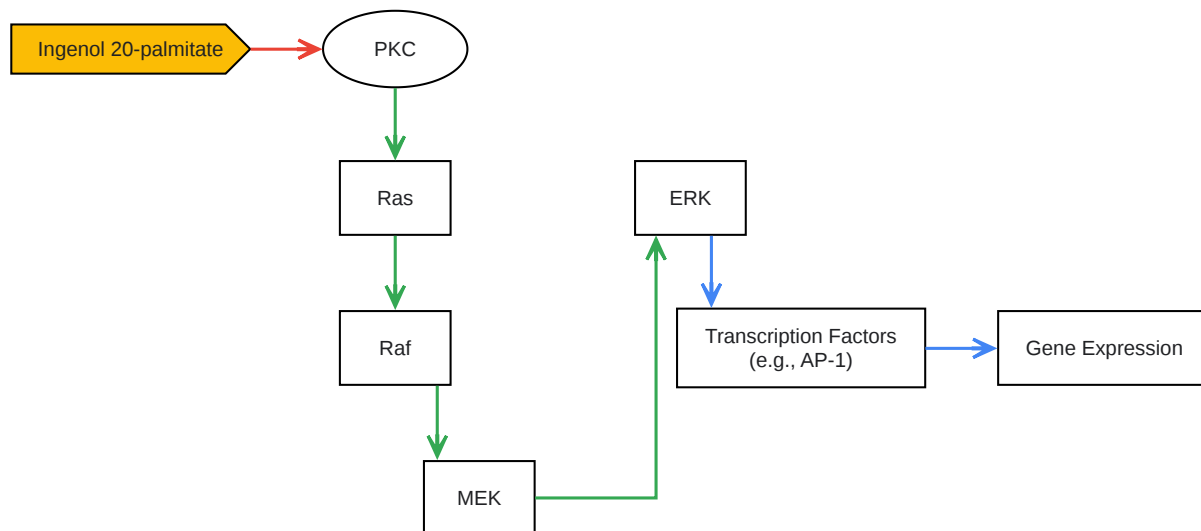 Ingenol 20-palmitate
PKC
Ras
ERK
Raf
Transcription Factors
(e.g., AP-1)
Gene Expression
MEK